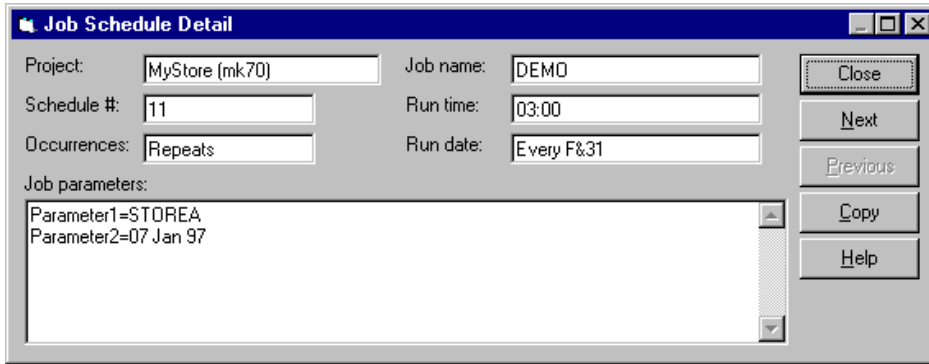 Job Schedule Detail
Project: MyStore (mk70) Job name: DEMO Close
Schedule #: 11 Run time: 03:00 Next
Occurrences: Repeats Run date: Every F&31 Previous
Job parameters:
Parameter1=STOREA Copy
Parameter2=07 Jan 97 Help